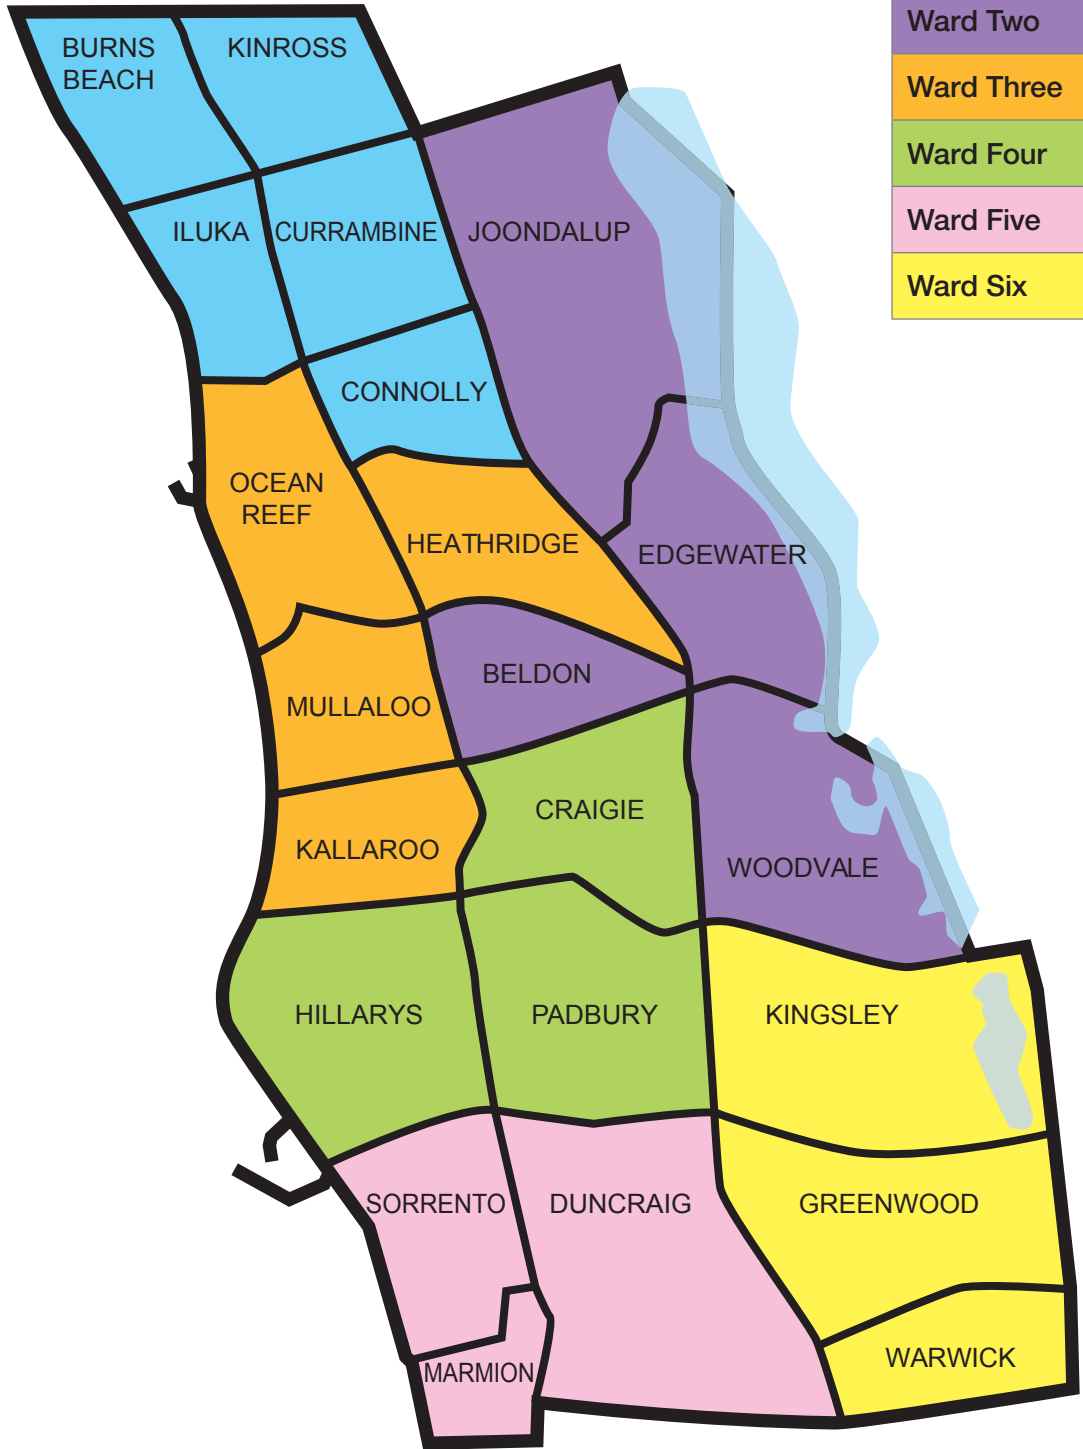 Ward Two
Ward Three
Ward Four
Ward Five
Ward Six
BURNS
BEACH
KINROSS
ILUKA
CURRAMBINE
JOONDALUP
CONNOLLY
OCEAN
REEF
HEATHRIDGE
EDGEWATER
BELDON
MULLALOO
CRAIGIE
KALLAROO
WOODVALE
HILLARYS
PADBURY
KINGSLEY
SORRENTO
DUNCRAIG
GREENWOOD
MARMION
WARWICK